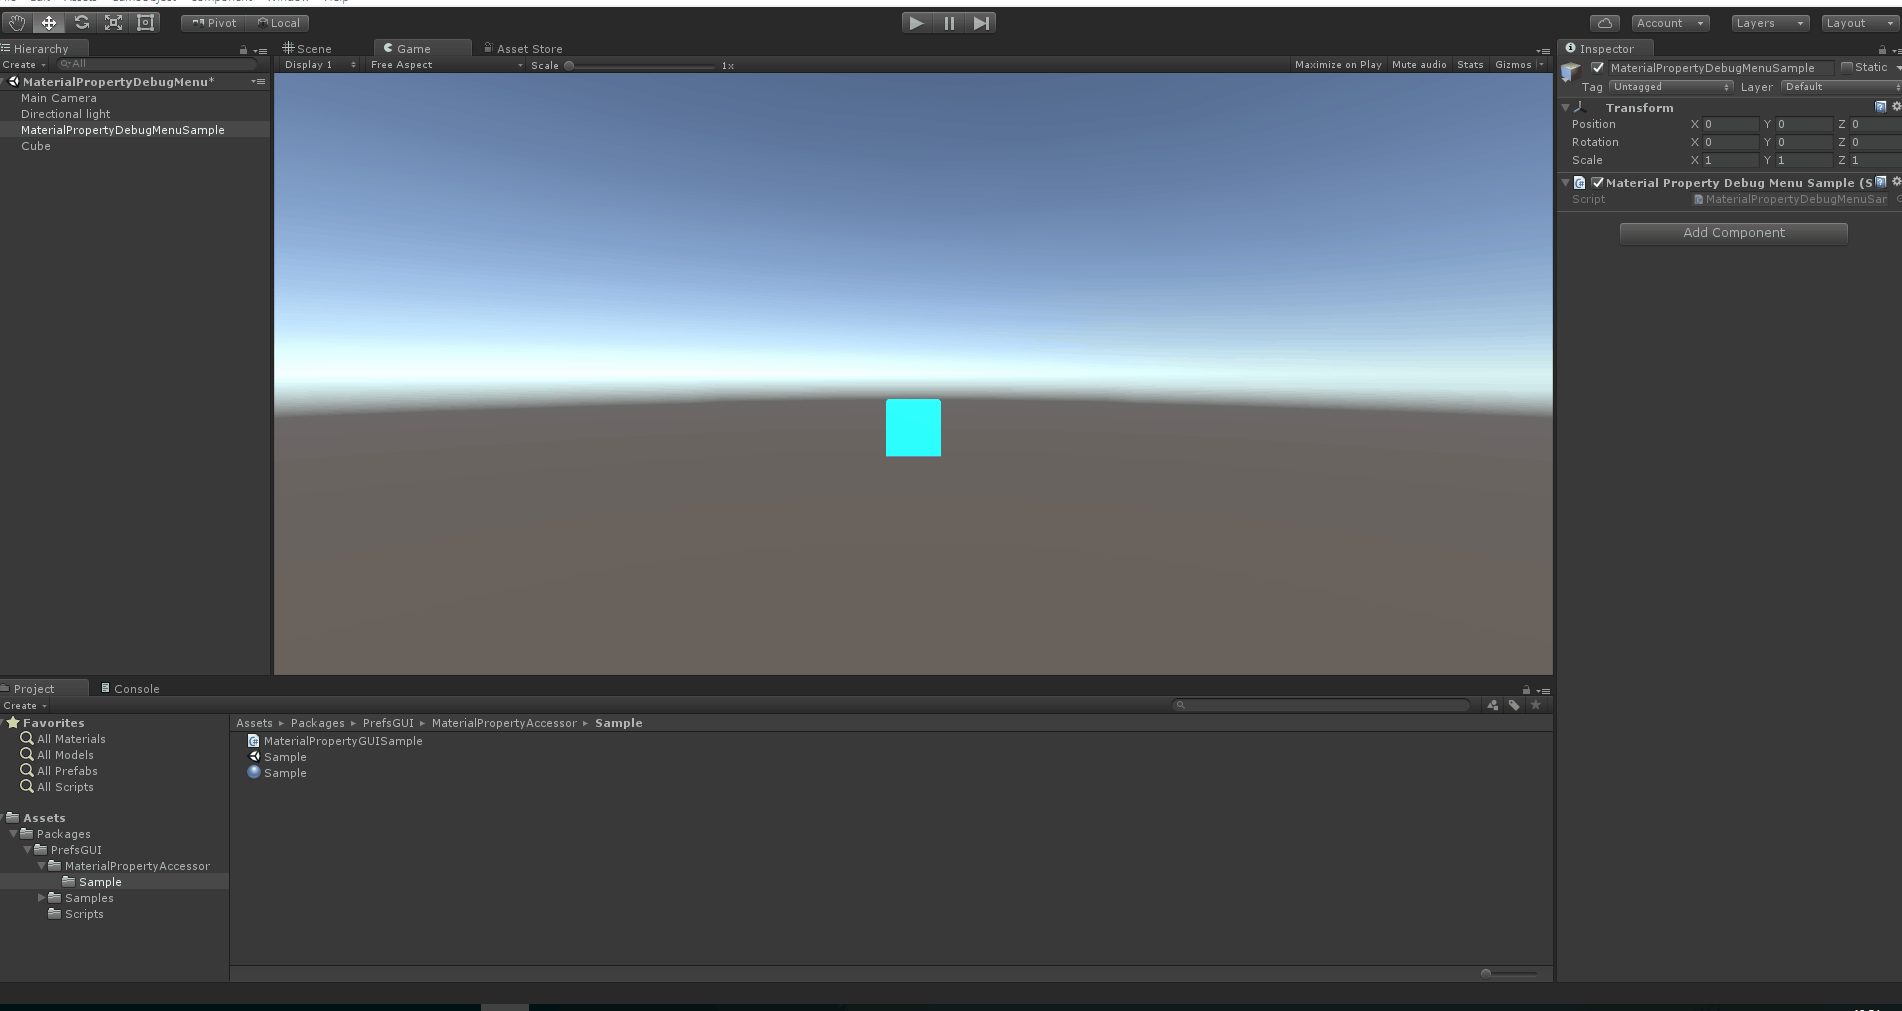 Pivot Local Account Layers Layout
Hierarchy
Create All
MaterialPropertyDebugMenu*
Main Camera
Directional light
MaterialPropertyDebugMenuSample
Cube
Scene Game Asset Store
Display 1 Free Aspect Scale 1x Maximize on Play Mute audio Stats Gizmos
Inspector
MaterialPropertyDebugMenuSample Static
Tag Untagged Layer Default
Transform
Position X 0 Y 0 Z 0
Rotation X 0 Y 0 Z 0
Scale X 1 Y 1 Z 1
Material Property Debug Menu Sample (S
Script MaterialPropertyDebugMenuSar
Add Component
Project Console
Create
Favorites
All Materials
All Models
All Prefabs
All Scripts
Assets
Packages
PrefsGUI
MaterialPropertyAccessor
Sample
Samples
Scripts
Assets ▸ Packages ▸ PrefsGUI ▸ MaterialPropertyAccessor ▸ Sample
MaterialPropertyGUISample
Sample
Sample